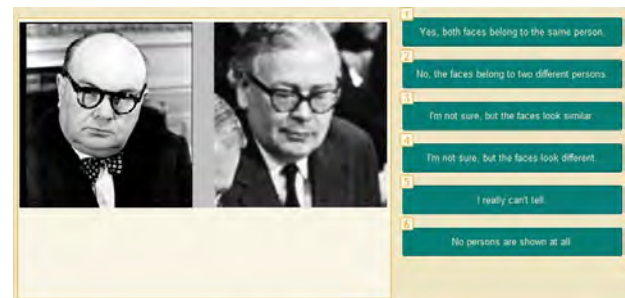 1
Yes, both faces belong to the same person.
2
No, the faces belong to two different persons.
3
I'm not sure, but the faces look similar
4
I'm not sure, but the faces look different.
5
I really can't tell.
6
No persons are shown at all